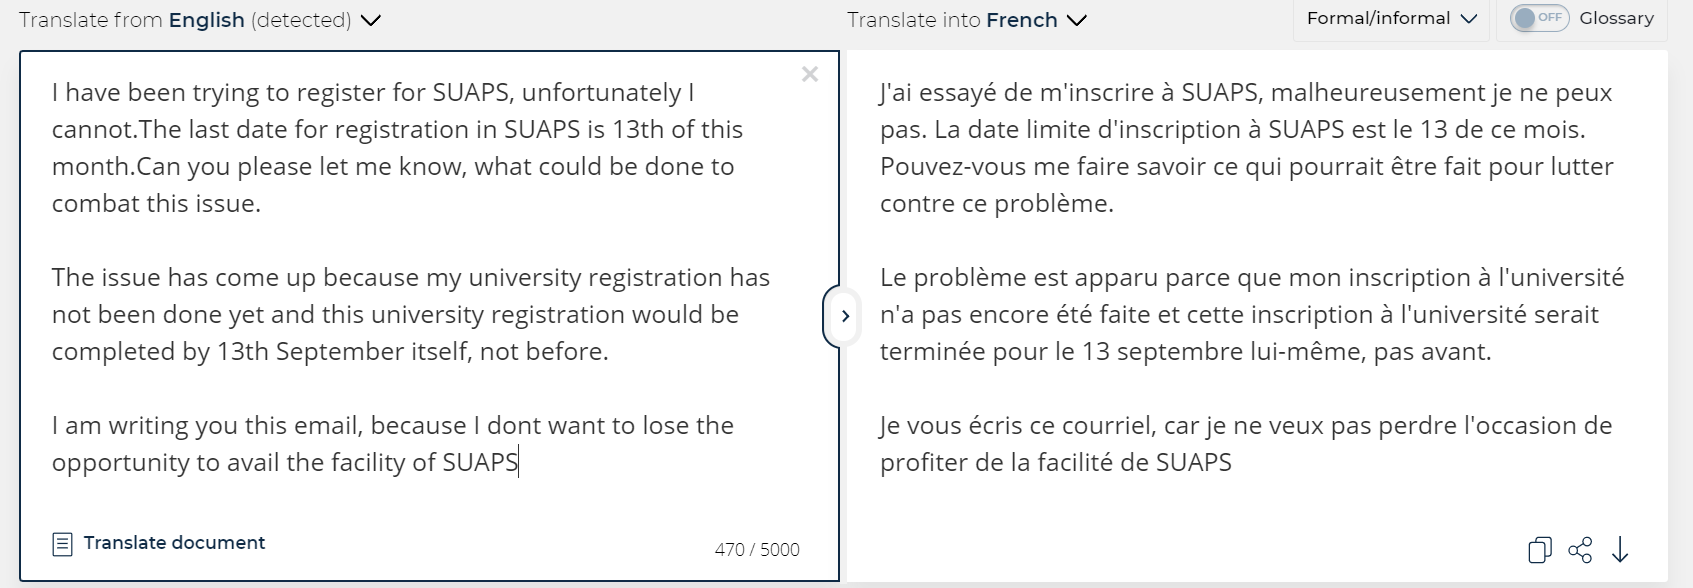 Translate from English (detected)
Translate into French
Formal/informal
OFF
Glossary
I have been trying to register for SUAPS, unfortunately I
cannot.The last date for registration in SUAPS is 13th of this
month.Can you please let me know, what could be done to
combat this issue.
The issue has come up because my university registration has
not been done yet and this university registration would be
completed by 13th September itself, not before.
I am writing you this email, because I dont want to lose the
opportunity to avail the facility of SUAPS
Translate document
470 / 5000
J'ai essayé de m'inscrire à SUAPS, malheureusement je ne peux
pas. La date limite d'inscription à SUAPS est le 13 de ce mois.
Pouvez-vous me faire savoir ce qui pourrait être fait pour lutter
contre ce problème.
Le problème est apparu parce que mon inscription à l'université
n'a pas encore été faite et cette inscription à l'université serait
terminée pour le 13 septembre lui-même, pas avant.
Je vous écris ce courriel, car je ne veux pas perdre l'occasion de
profiter de la facilité de SUAPS